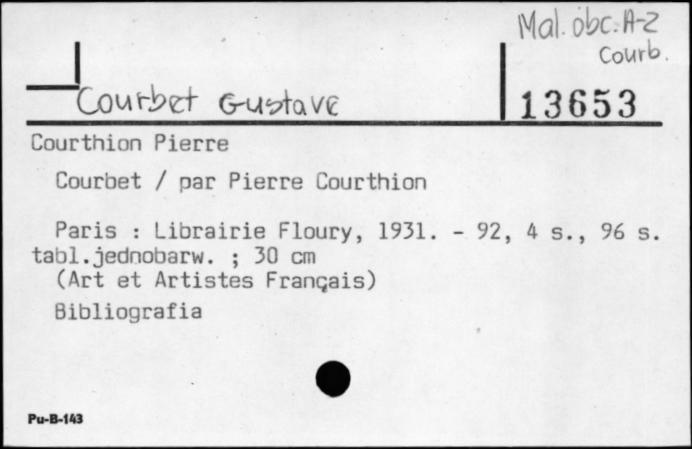 Mal. obc. A-Z
Courb.
Courbet Gustave
13653
Courthion Pierre
Courbet / par Pierre Courthion
Paris : Librairie Floury, 1931. - 92, 4 s., 96 s.
tabl.jednobarw. ; 30 cm
(Art et Artistes Français)
Bibliografia
Pu-B-143